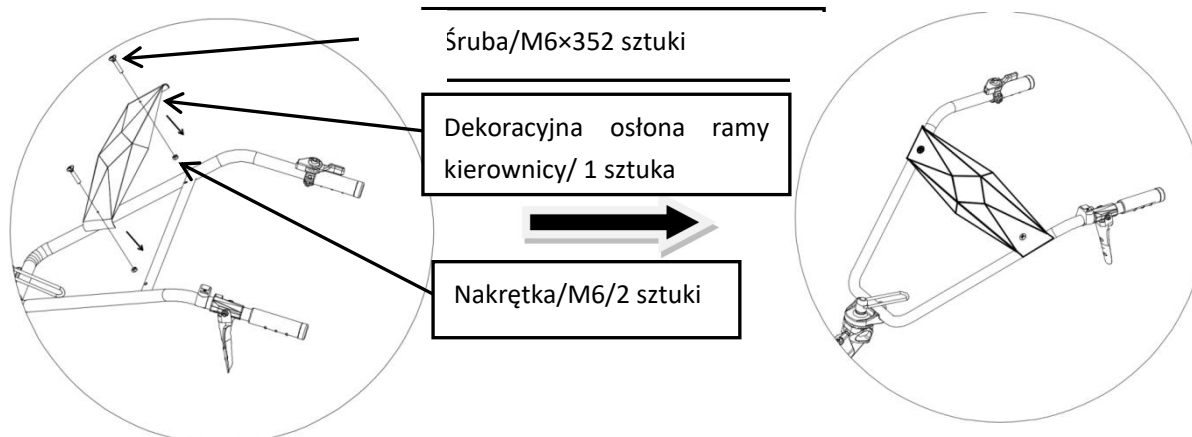 Śruba/M6×352 sztuki
Dekoracyjna osłona ramy
kierownicy/ 1 sztuka
Nakrętka/M6/2 sztuki